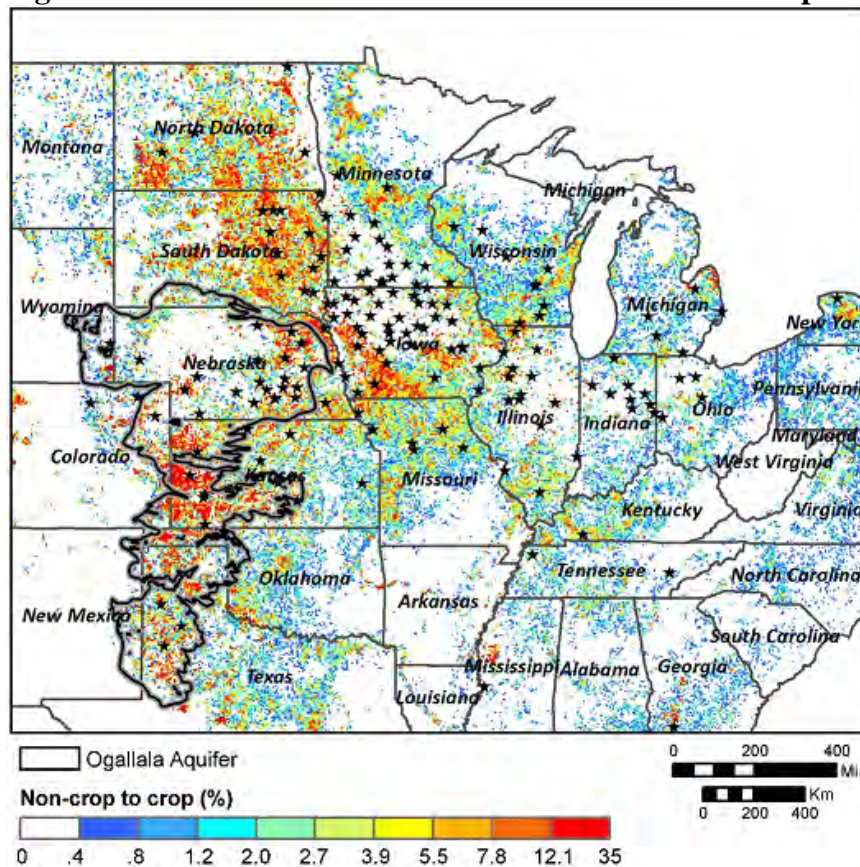 North Dakota
Montana
Minnesota
Michigan
South Dakota
Wisconsin
Wyoming
Michigan
New York
Iowa
Nebraska
Pennsylvani
Ohio
Illinois
Indiana
Maryland
Colorado
West Virginia
Kansas
Missouri
Kentucky
Virginia
Oklahoma
Tennessee
North Carolina
Arkansas
New Mexico
South Carolina
Mississippi
Alabama
Georgia
Texas
Louisiana
Ogallala Aquifer
0 200 400
Mi
Km
0 200 400
Non-crop to crop (%)
0 .4 .8 1.2 2.0 2.7 3.9 5.5 7.8 12.1 35